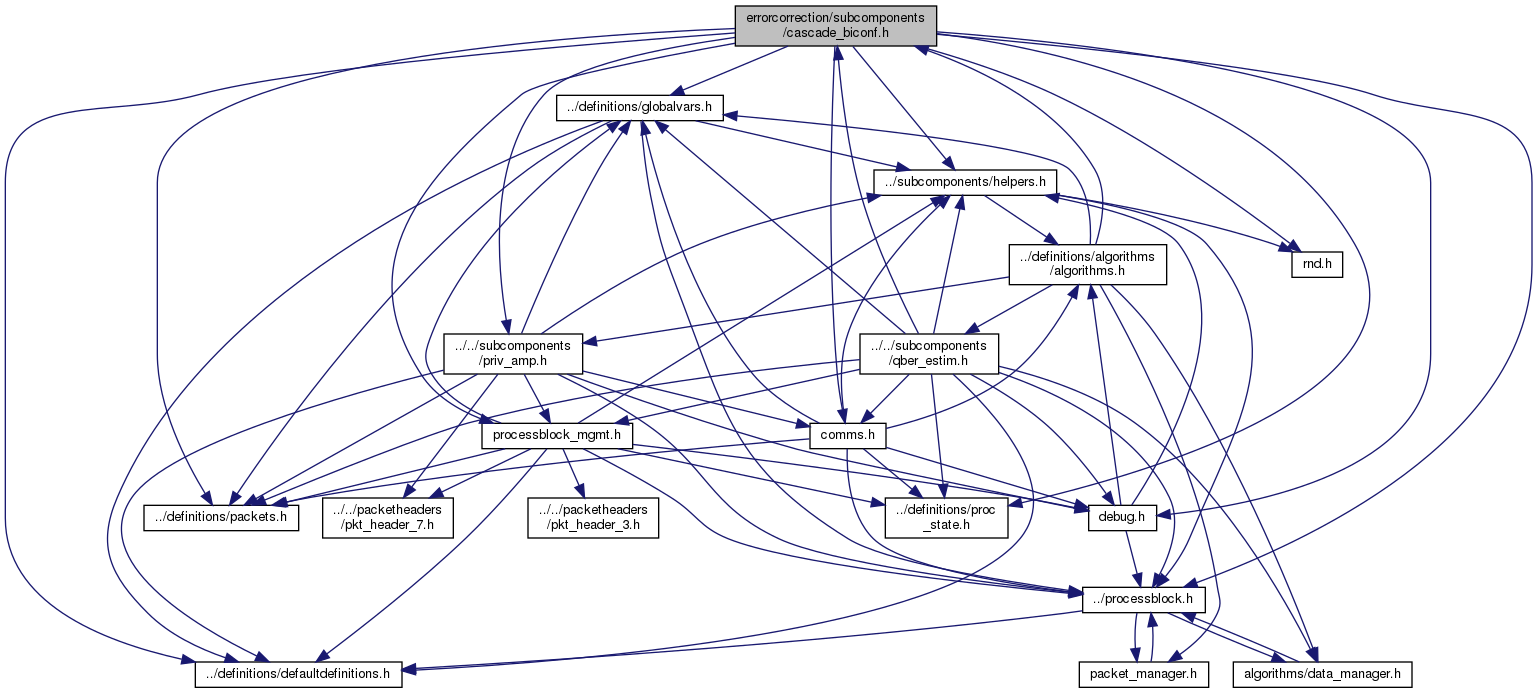 errorcorrection/subcomponents
/cascade_biconf.h
../definitions/globalvars.h
../subcomponents/helpers.h
../definitions/algorithms
/algorithms.h
rnd.h
../../subcomponents
/priv_amp.h
../../subcomponents
/qber_estim.h
processblock_mgmt.h
comms.h
../definitions/packets.h
../../packetheaders
/pkt_header_7.h
../../packetheaders
/pkt_header_3.h
../definitions/proc
_state.h
debug.h
../processblock.h
../definitions/defaultdefinitions.h
packet_manager.h
algorithms/data_manager.h